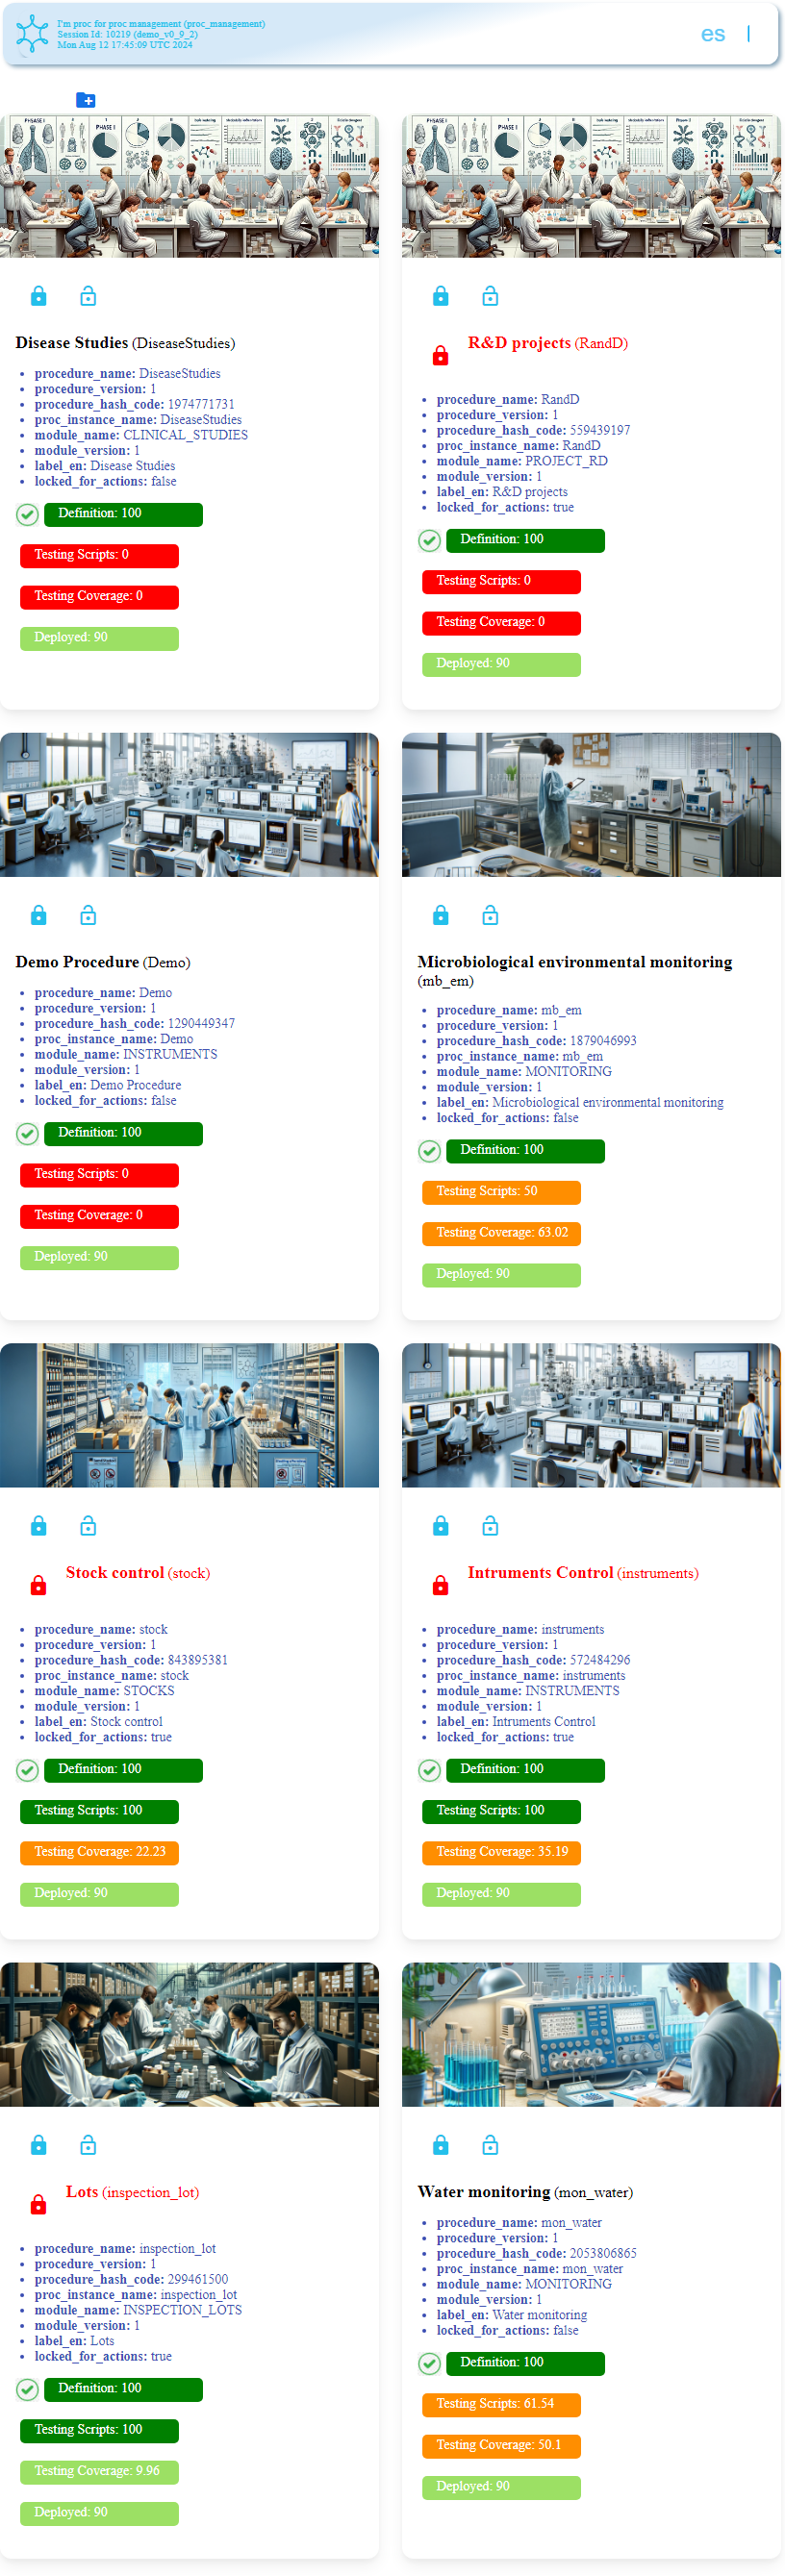 I'm proc for proc management (proc_management)
Session Id: 10219 (demo_v0_9_2)
Mon Aug 12 17:45:09 UTC 2024
es
PHASE I
PHASE I
Disease Studies (DiseaseStudies)
procedure_name: DiseaseStudies
procedure_version: 1
procedure_hash_code: 1974771731
proc_instance_name: DiseaseStudies
module_name: CLINICAL_STUDIES
module_version: 1
label_en: Disease Studies
locked_for_actions: false
Definition: 100
Testing Scripts: 0
Testing Coverage: 0
Deployed: 90
PHASE I
PHASE I
R&D projects (RandD)
procedure_name: RandD
procedure_version: 1
procedure_hash_code: 559439197
proc_instance_name: RandD
module_name: PROJECT_RD
module_version: 1
label_en: R&D projects
locked_for_actions: true
Definition: 100
Testing Scripts: 0
Testing Coverage: 0
Deployed: 90
Demo Procedure (Demo)
procedure_name: Demo
procedure_version: 1
procedure_hash_code: 1290449347
proc_instance_name: Demo
module_name: INSTRUMENTS
module_version: 1
label_en: Demo Procedure
locked_for_actions: false
Definition: 100
Testing Scripts: 0
Testing Coverage: 0
Deployed: 90
Microbiological environmental monitoring
(mb_em)
procedure_name: mb_em
procedure_version: 1
procedure_hash_code: 1879046993
proc_instance_name: mb_em
module_name: MONITORING
module_version: 1
label_en: Microbiological environmental monitoring
locked_for_actions: false
Definition: 100
Testing Scripts: 50
Testing Coverage: 63.02
Deployed: 90
Stock control (stock)
procedure_name: stock
procedure_version: 1
procedure_hash_code: 843895381
proc_instance_name: stock
module_name: STOCKS
module_version: 1
label_en: Stock control
locked_for_actions: true
Definition: 100
Testing Scripts: 100
Testing Coverage: 22.23
Deployed: 90
Intruments Control (instruments)
procedure_name: instruments
procedure_version: 1
procedure_hash_code: 572484296
proc_instance_name: instruments
module_name: INSTRUMENTS
module_version: 1
label_en: Intruments Control
locked_for_actions: true
Definition: 100
Testing Scripts: 100
Testing Coverage: 35.19
Deployed: 90
Lots (inspection_lot)
procedure_name: inspection_lot
procedure_version: 1
procedure_hash_code: 299461500
proc_instance_name: inspection_lot
module_name: INSPECTION_LOTS
module_version: 1
label_en: Lots
locked_for_actions: true
Definition: 100
Testing Scripts: 100
Testing Coverage: 9.96
Deployed: 90
Water monitoring (mon_water)
procedure_name: mon_water
procedure_version: 1
procedure_hash_code: 2053806865
proc_instance_name: mon_water
module_name: MONITORING
module_version: 1
label_en: Water monitoring
locked_for_actions: false
Definition: 100
Testing Scripts: 61.54
Testing Coverage: 50.1
Deployed: 90